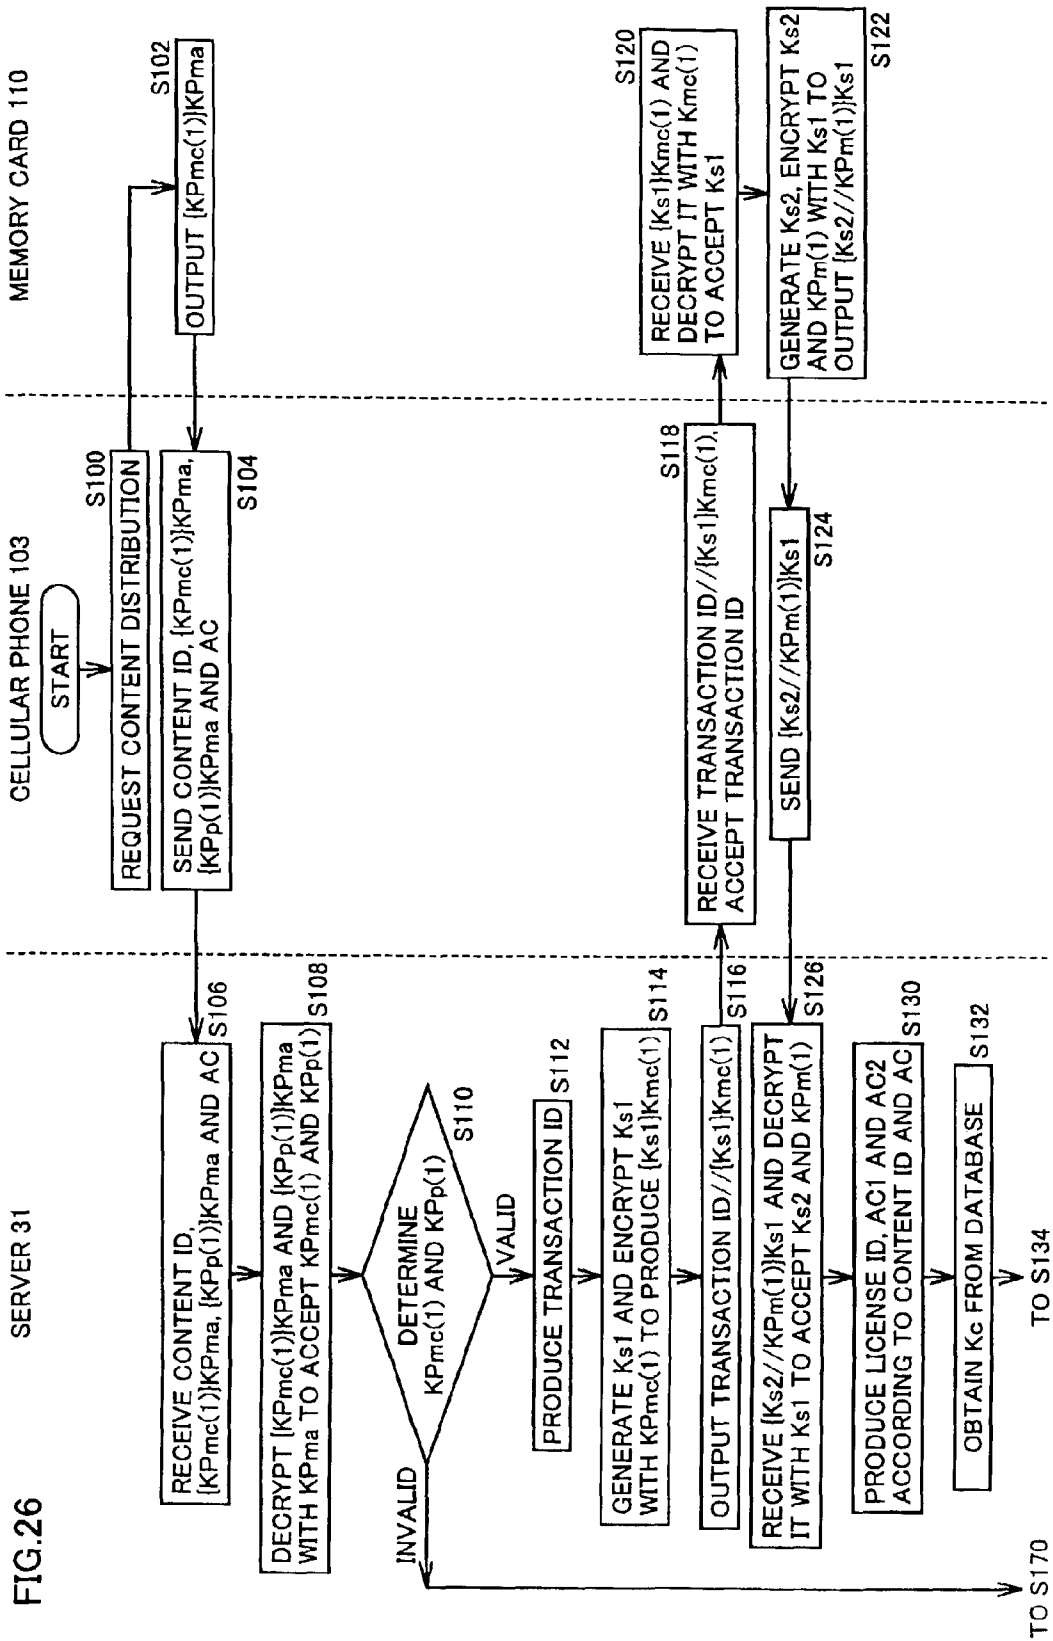 FIG.26
SERVER 31
CELLULAR PHONE 103
MEMORY CARD 110
START
S100
REQUEST CONTENT DISTRIBUTION
S102
OUTPUT {KPmc(1)}KPma
SEND CONTENT ID, {KPmc(1)}KPma,
{KPp(1)}KPma AND AC
S104
RECEIVE CONTENT ID,
{KPmc(1)}KPma, {KPp(1)}KPma AND AC
S106
DECRYPT {KPmc(1)}KPma AND {KPp(1)}KPma
WITH KPma TO ACCEPT KPmc(1) AND KPp(1)
S108
DETERMINE
KPmc(1) AND KPp(1)
S110
INVALID
VALID
PRODUCE TRANSACTION ID
S112
GENERATE Ks1 AND ENCRYPT Ks1
WITH KPmc(1) TO PRODUCE {Ks1}Kmc(1)
S114
OUTPUT TRANSACTION ID//{Ks1}Kmc(1)
S116
RECEIVE TRANSACTION ID//{Ks1}Kmc(1),
ACCEPT TRANSACTION ID
S118
RECEIVE {Ks1}Kmc(1) AND
DECRYPT IT WITH Kmc(1)
TO ACCEPT Ks1
S120
GENERATE Ks2, ENCRYPT Ks2
AND KPm(1) WITH Ks1 TO
OUTPUT {Ks2//KPm(1)}Ks1
S122
SEND {Ks2//KPm(1)}Ks1
S124
RECEIVE {Ks2//KPm(1)}Ks1 AND DECRYPT
IT WITH Ks1 TO ACCEPT Ks2 AND KPm(1)
S126
PRODUCE LICENSE ID, AC1 AND AC2
ACCORDING TO CONTENT ID AND AC
S130
OBTAIN Kc FROM DATABASE
S132
TO S170
TO S134